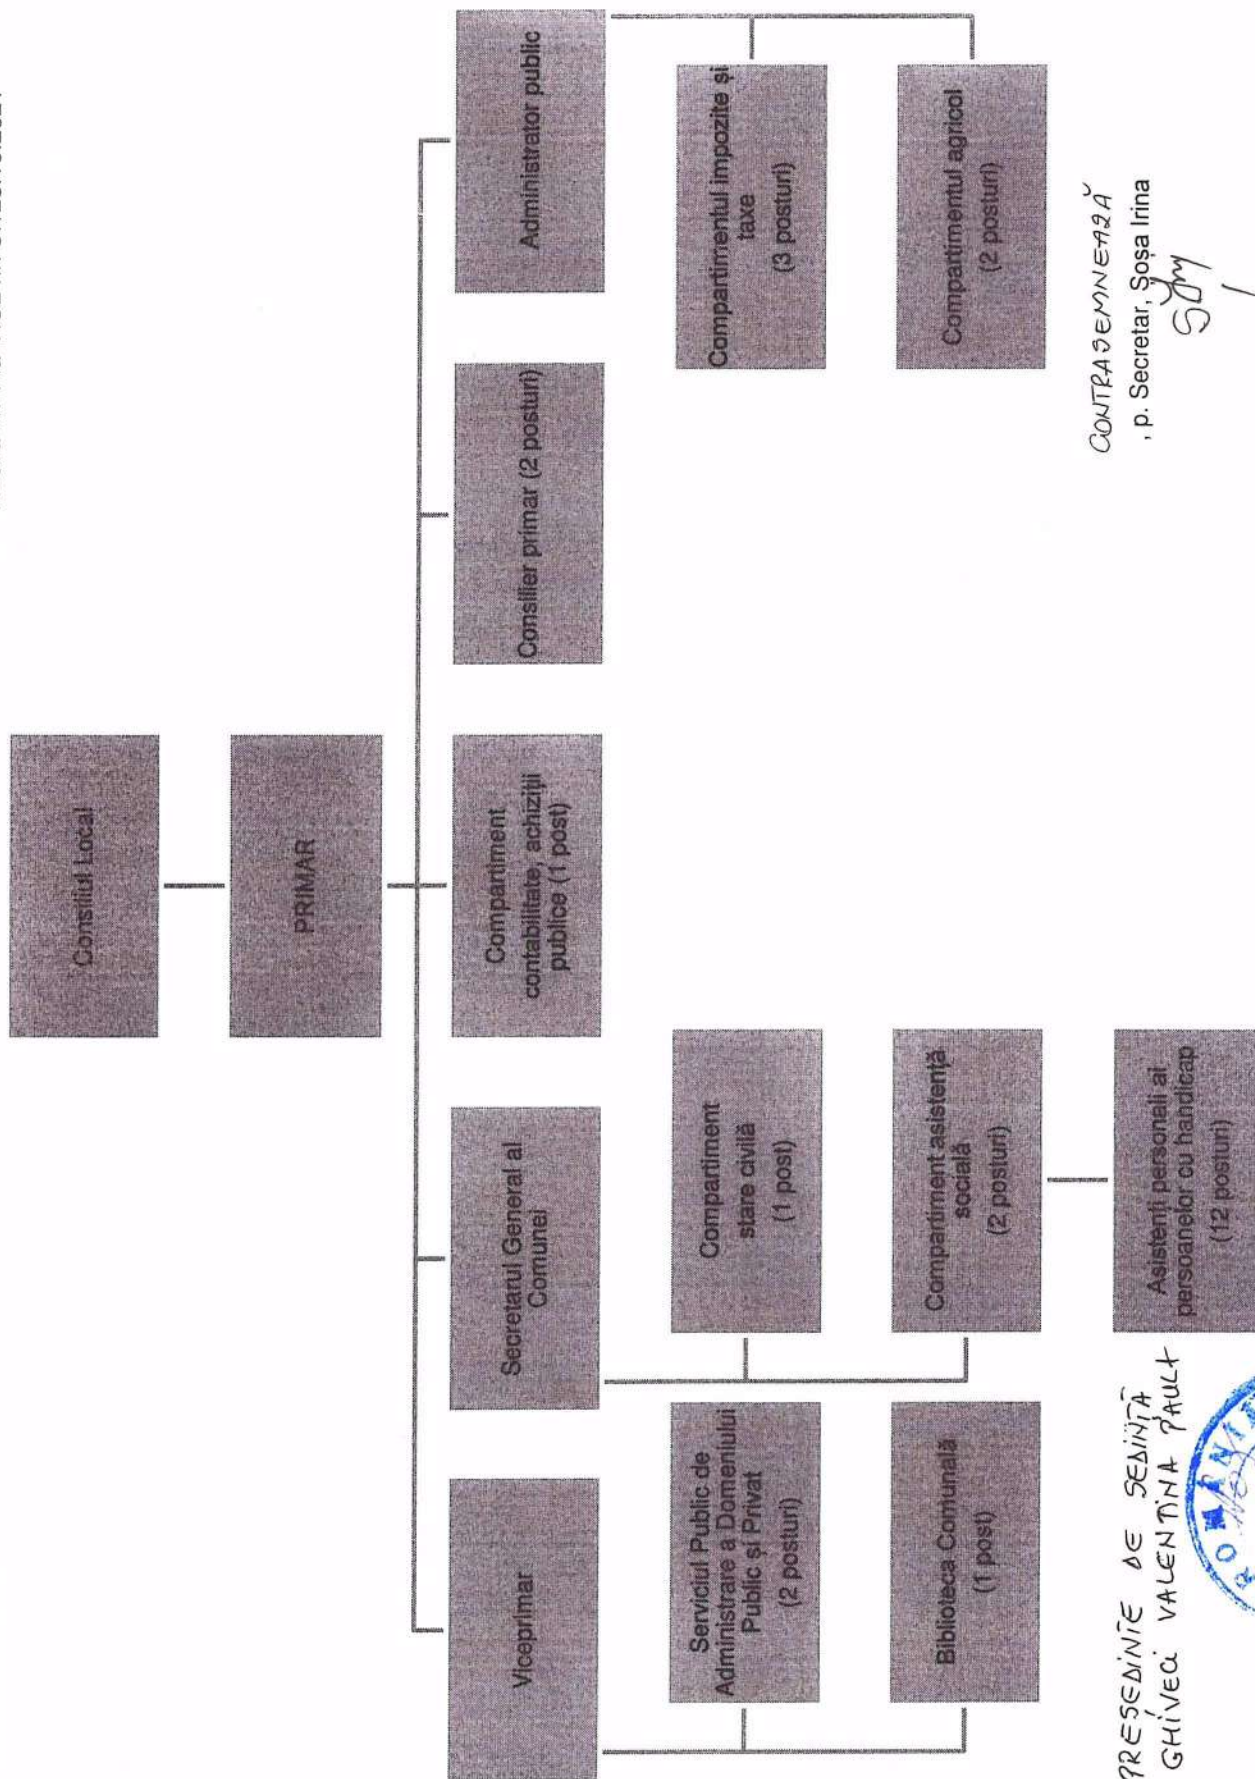 Consiliul Local
PRIMAR
Viceprimar
Secretarul General al
Comunei
Compartiment
contabilitate, achiziții
publice (1 post)
Consilier primar (2 posturi)
Administrator public
Serviciul Public de
Administrare a Domeniului
Public și Privat
(2 posturi)
Biblioteca Comunală
(1 post)
Compartiment
stare civilă
(1 post)
Compartiment asistență
socială
(2 posturi)
Asistenți personali ai
persoanelor cu handicap
(12 posturi)
Compartimentul impozite și
taxe
(3 posturi)
Compartimentul agricol
(2 posturi)
PRESEDINTE DE SEDINȚĂ
GHIVECI VALENTINA PAULA
CONTRASEMNEAZĂ
, p. Secretar, Șoșa Irina